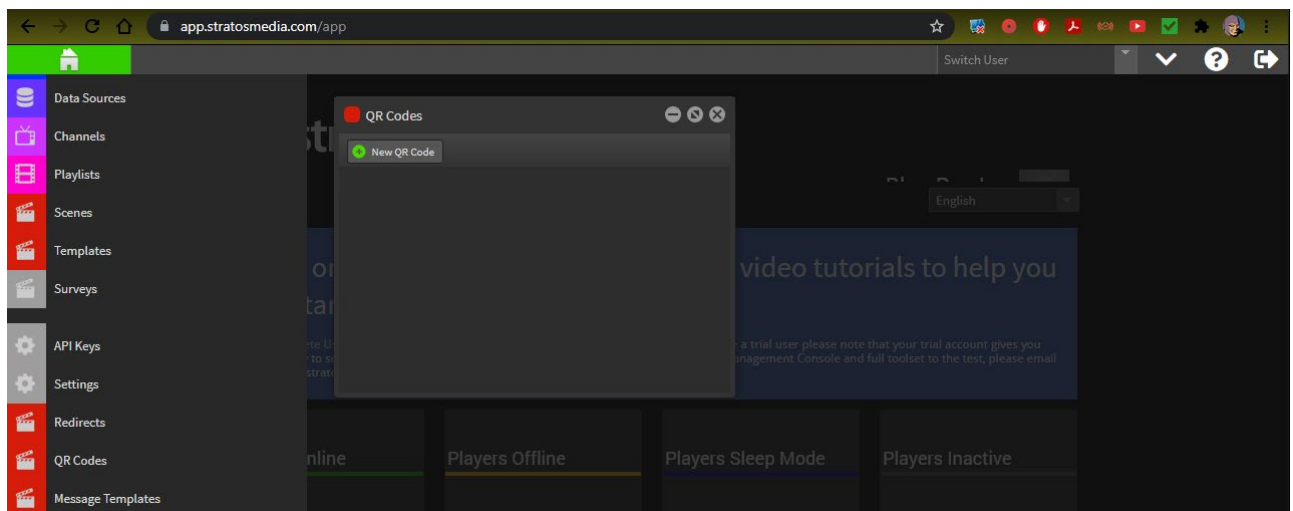 app.stratosmedia.com/app
Switch User
Data Sources
Channels
Playlists
Scenes
Templates
Surveys
API Keys
Settings
Redirects
QR Codes
Message Templates
QR Codes
New QR Code
English
video tutorials to help you
a trial user please note that your trial account gives you
Management Console and full toolset to the test, please email
Players Offline
Players Sleep Mode
Players Inactive